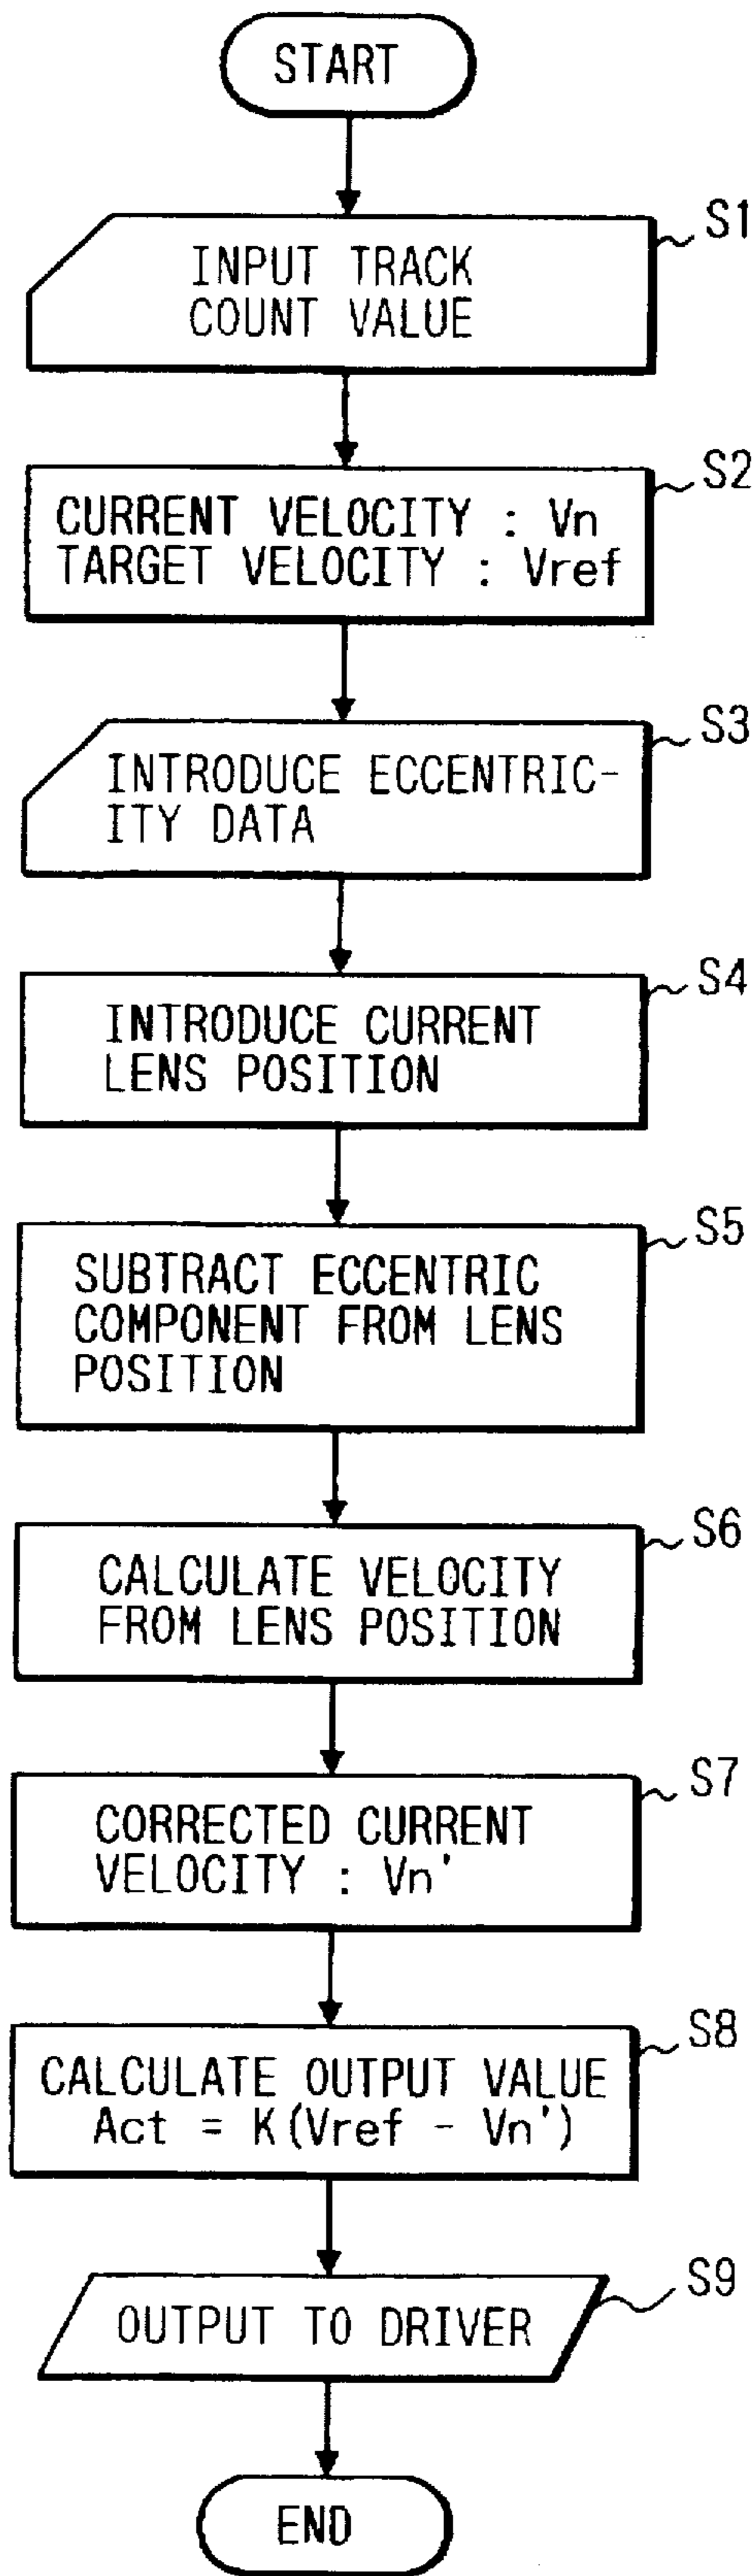 START
S1
INPUT TRACK
COUNT VALUE
S2
CURRENT VELOCITY : Vn
TARGET VELOCITY : Vref
S3
INTRODUCE ECCENTRIC-
ITY DATA
S4
INTRODUCE CURRENT
LENS POSITION
S5
SUBTRACT ECCENTRIC
COMPONENT FROM LENS
POSITION
S6
CALCULATE VELOCITY
FROM LENS POSITION
S7
CORRECTED CURRENT
VELOCITY : Vn'
S8
CALCULATE OUTPUT VALUE
Act = K(Vref - Vn')
S9
OUTPUT TO DRIVER
END